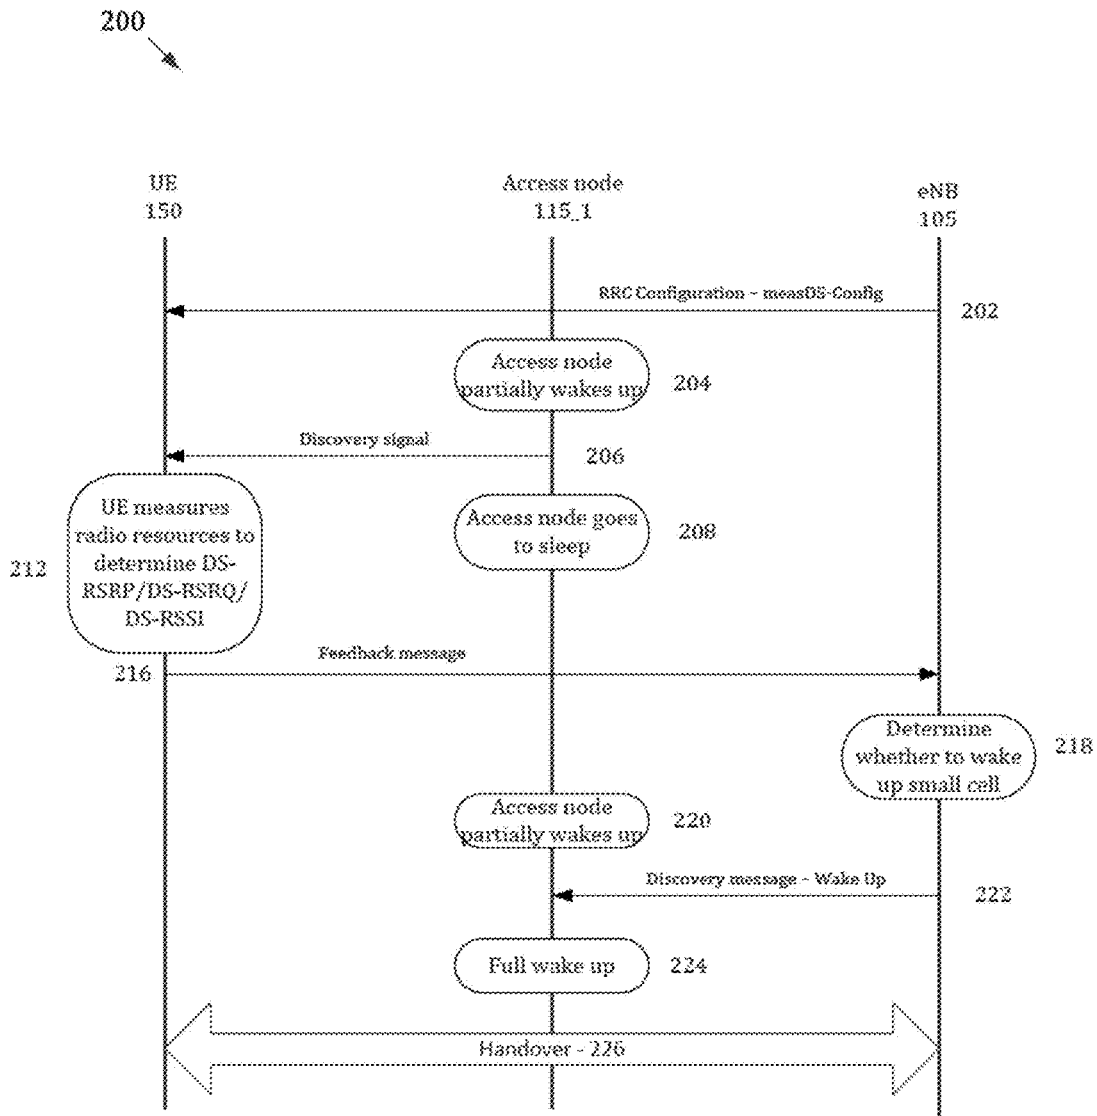 200
UE
150
Access node
115_1
eNB
105
RRC Configuration - measDS-Config
202
Access node
partially wakes up
204
Discovery signal
206
UE measures
radio resources to
determine DS-
RSRP/DS-RSRQ/
DS-RSSI
212
Access node goes
to sleep
208
Feedback message
216
Determine
whether to wake
up small cell
218
Access node
partially wakes up
220
Discovery message - Wake Up
222
Full wake up
224
Handover - 226